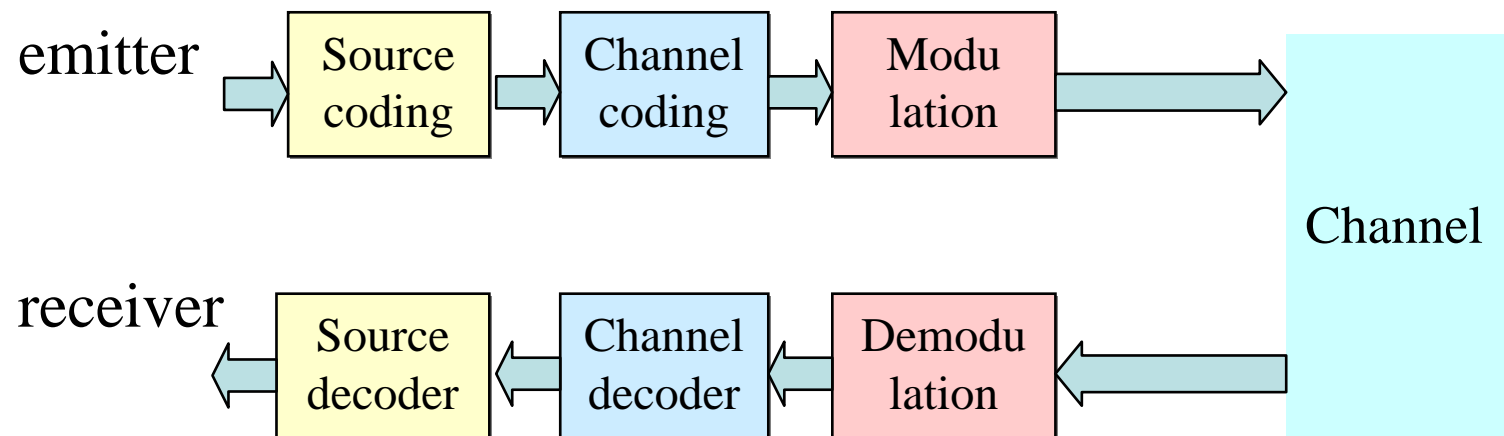 emitter
Source
coding
Channel
coding
Modu
lation
Channel
receiver
Source
decoder
Channel
decoder
Demodu
lation